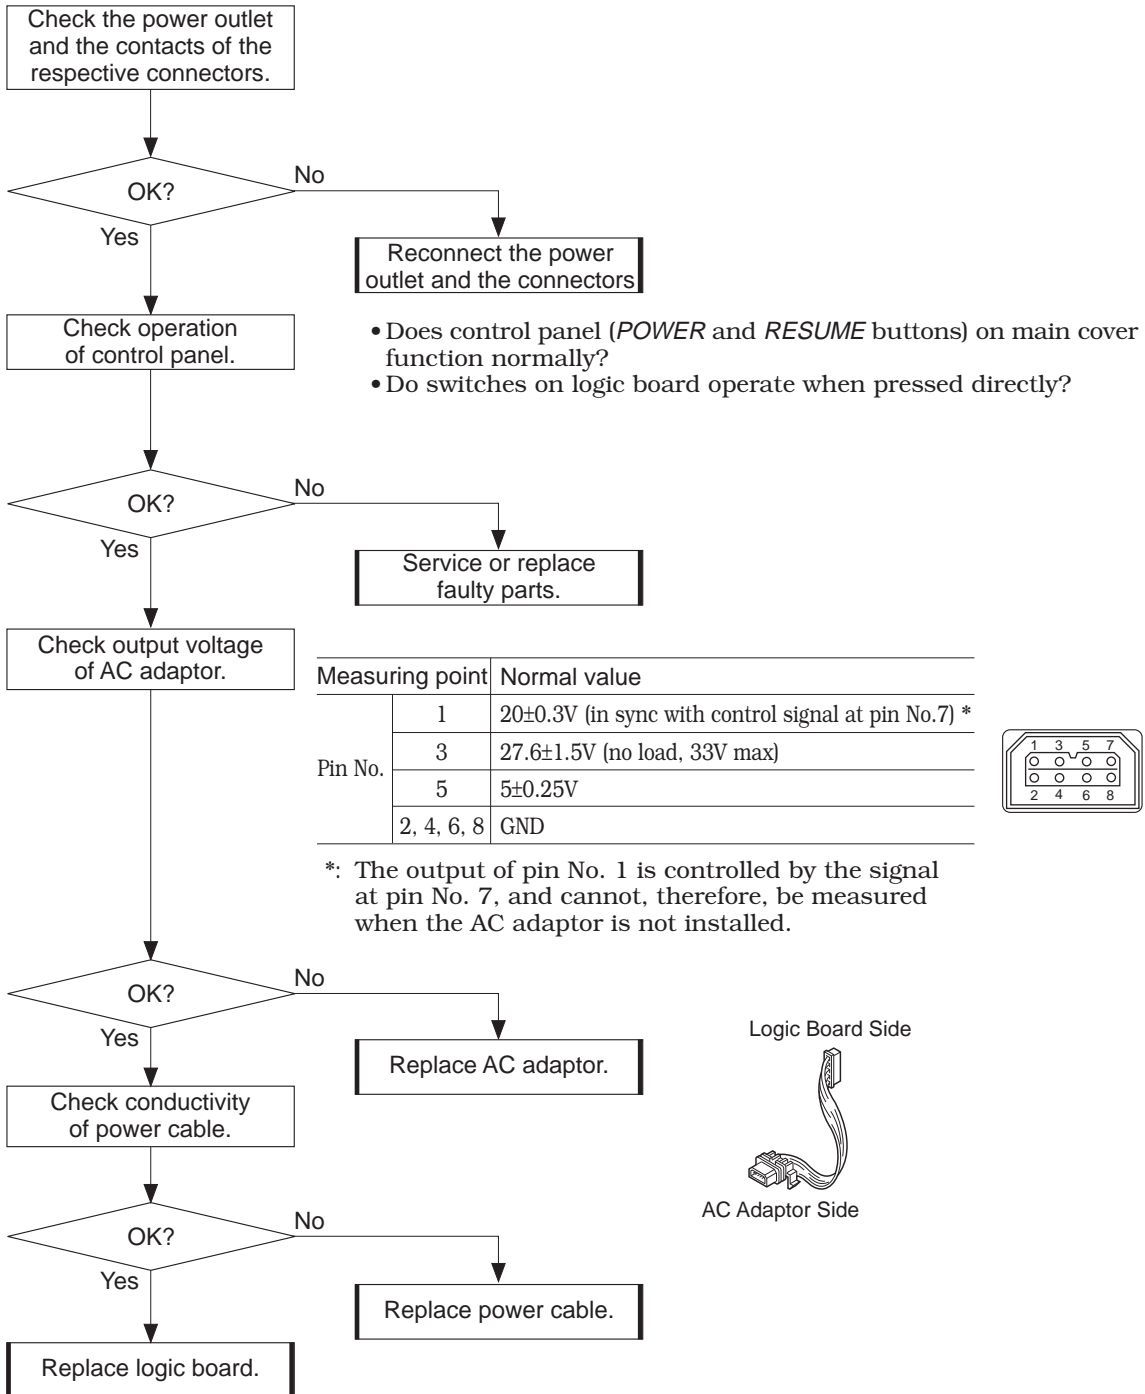 Check the power outlet
and the contacts of the
respective connectors.
OK?
No
Yes
Reconnect the power
outlet and the connectors
Check operation
of control panel.
•Does control panel (POWER and RESUME buttons) on main cover
function normally?
•Do switches on logic board operate when pressed directly?
OK?
No
Yes
Service or replace
faulty parts.
Check output voltage
of AC adaptor.
Measuring point Normal value
Pin No.
1 20±0.3V (in sync with control signal at pin No.7) *
3 27.6±1.5V (no load, 33V max)
5 5±0.25V
2, 4, 6, 8 GND
1 3 5 7
2 4 6 8
*: The output of pin No. 1 is controlled by the signal
at pin No. 7, and cannot, therefore, be measured
when the AC adaptor is not installed.
OK?
No
Yes
Replace AC adaptor.
Logic Board Side
AC Adaptor Side
Check conductivity
of power cable.
OK?
No
Yes
Replace power cable.
Replace logic board.